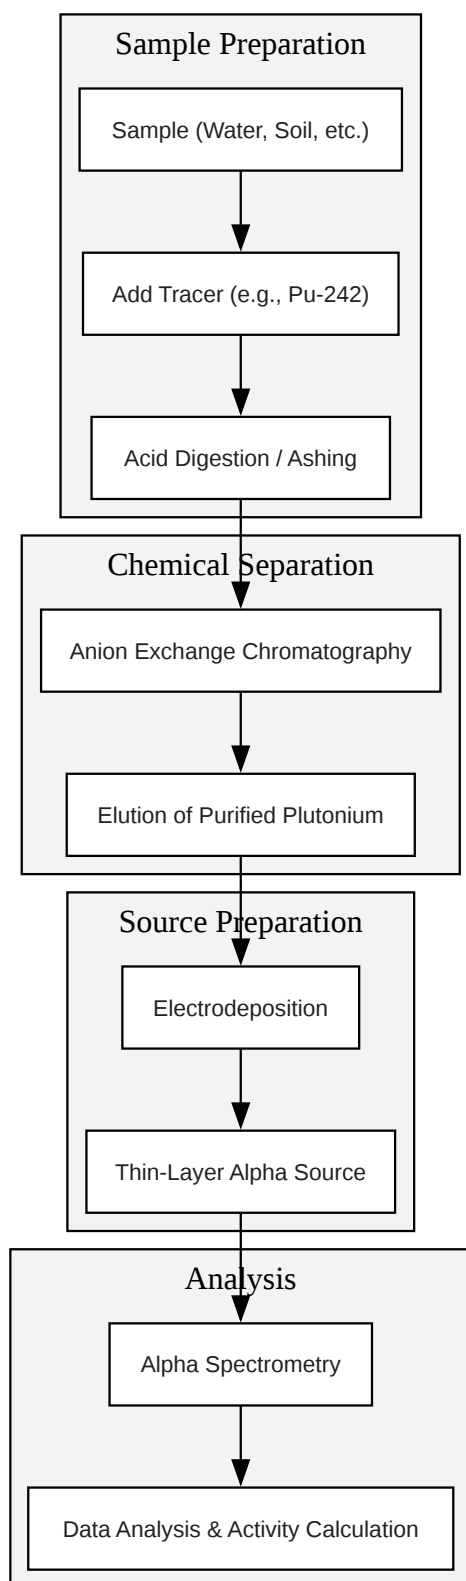 Sample Preparation
Sample (Water, Soil, etc.)
Add Tracer (e.g., Pu-242)
Acid Digestion / Ashing
Chemical Separation
Anion Exchange Chromatography
Elution of Purified Plutonium
Source Preparation
Electrodeposition
Thin-Layer Alpha Source
Analysis
Alpha Spectrometry
Data Analysis & Activity Calculation